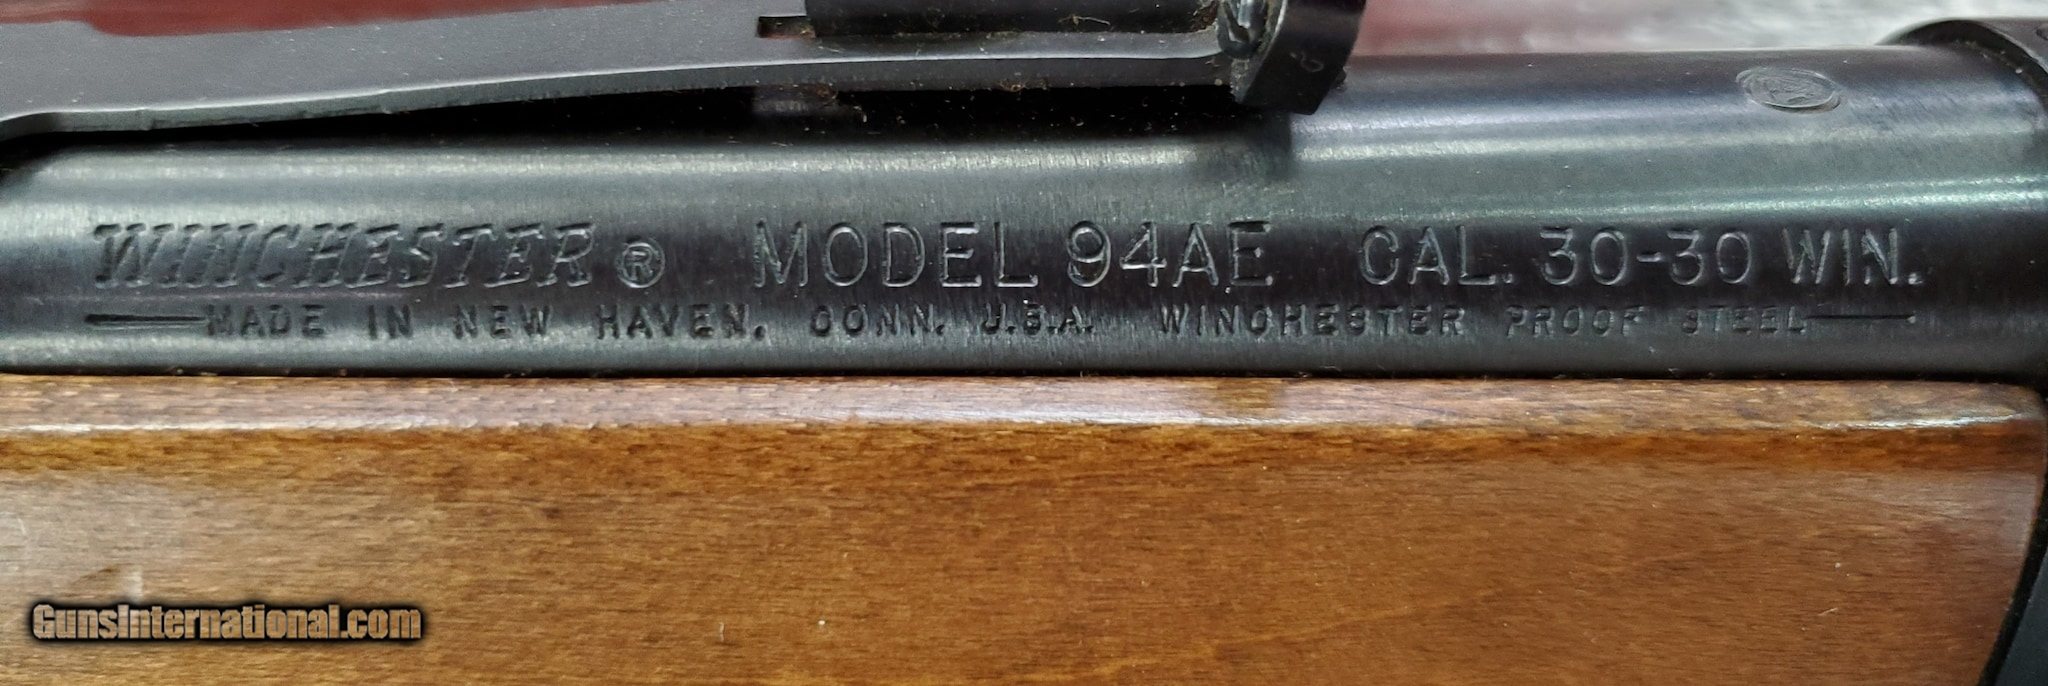 WINCHESTER® MODEL 94AE CAL. 30-30 WIN.
MADE IN NEW HAVEN, CONN. U.S.A. WINCHESTER PROOF STEEL
GunsInternational.com